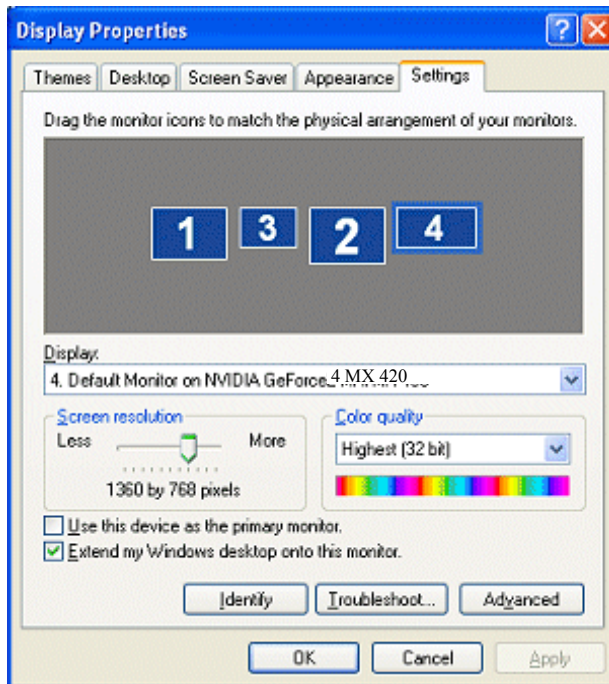 Display Properties
Themes Desktop Screen Saver Appearance Settings
Drag the monitor icons to match the physical arrangement of your monitors.
1 3 2 4
Display:
4. Default Monitor on NVIDIA GeForce 4 MX 420
Screen resolution
Less More
1360 by 768 pixels
Color quality
Highest (32 bit)
Use this device as the primary monitor.
Extend my Windows desktop onto this monitor.
Identify Troubleshoot... Advanced
OK Cancel Apply